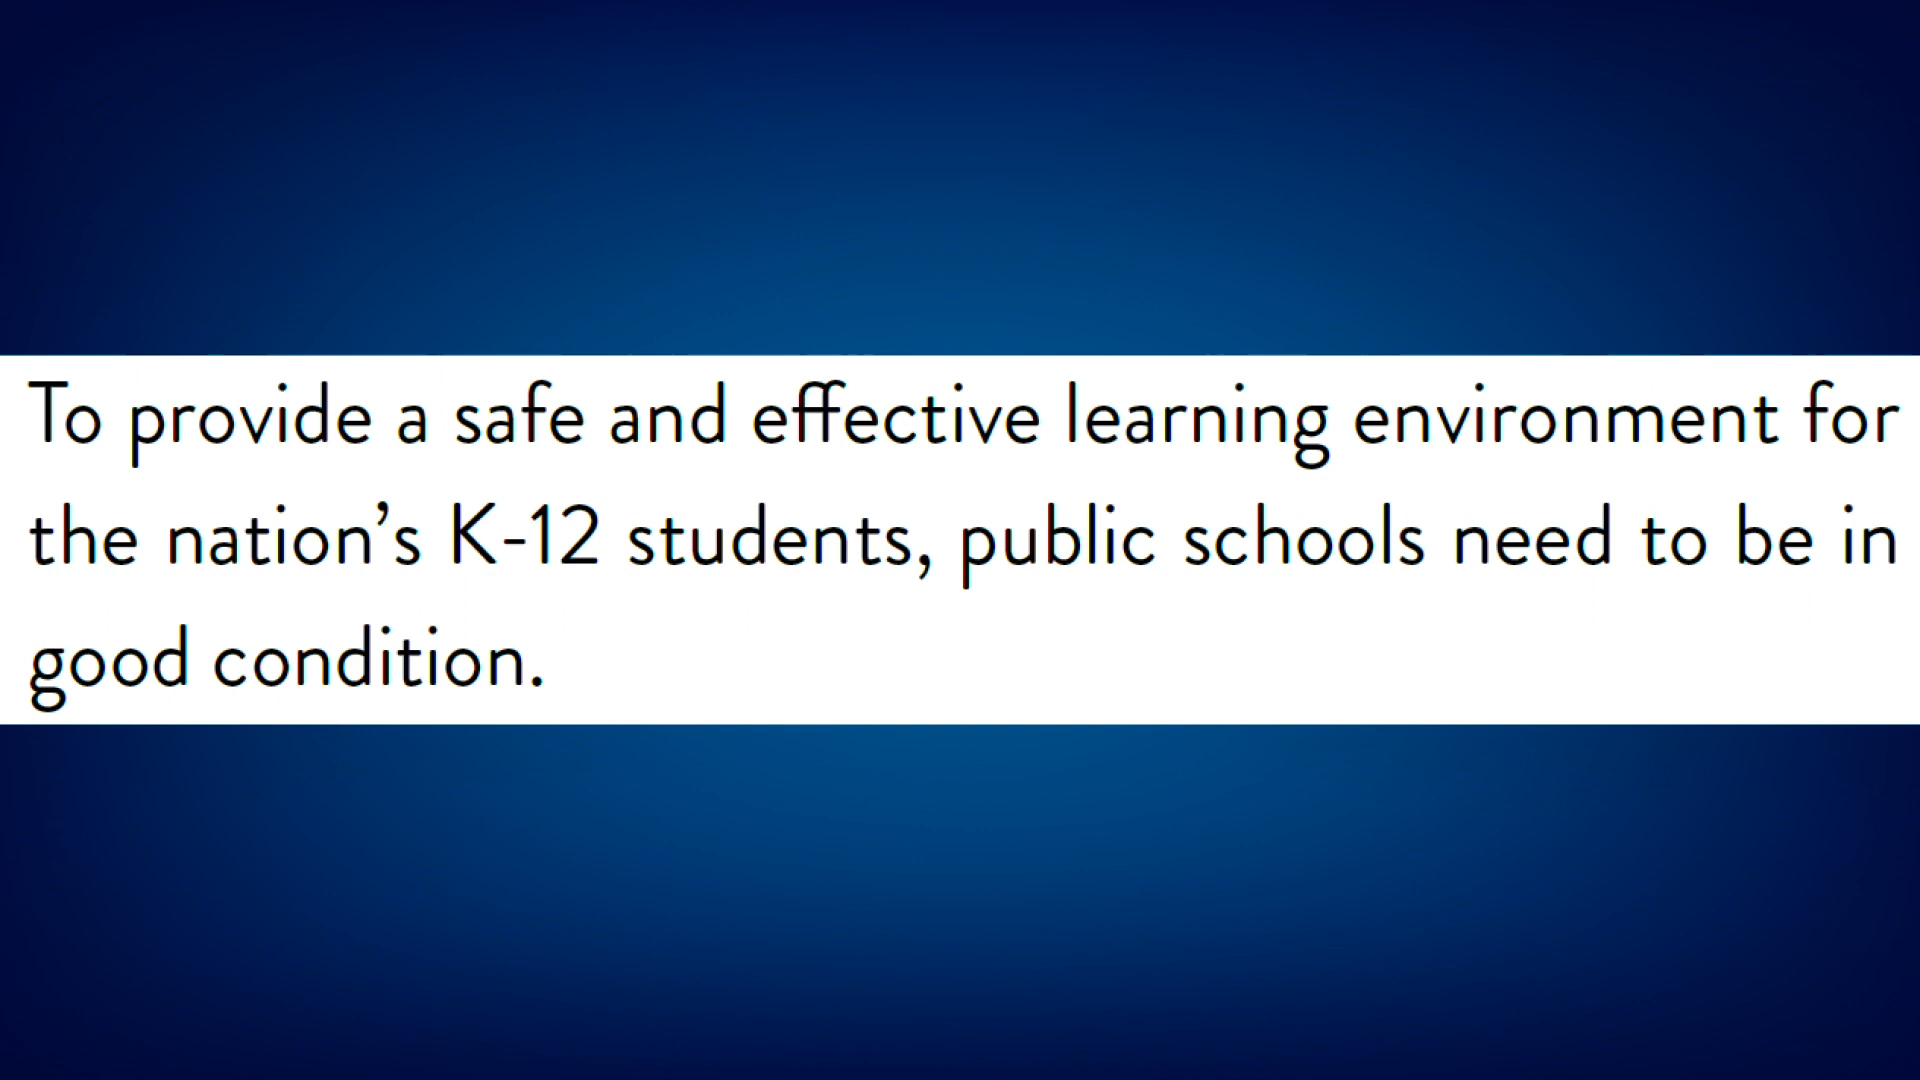 To provide a safe and effective learning environment for
the nation’s K-12 students, public schools need to be in
good condition.